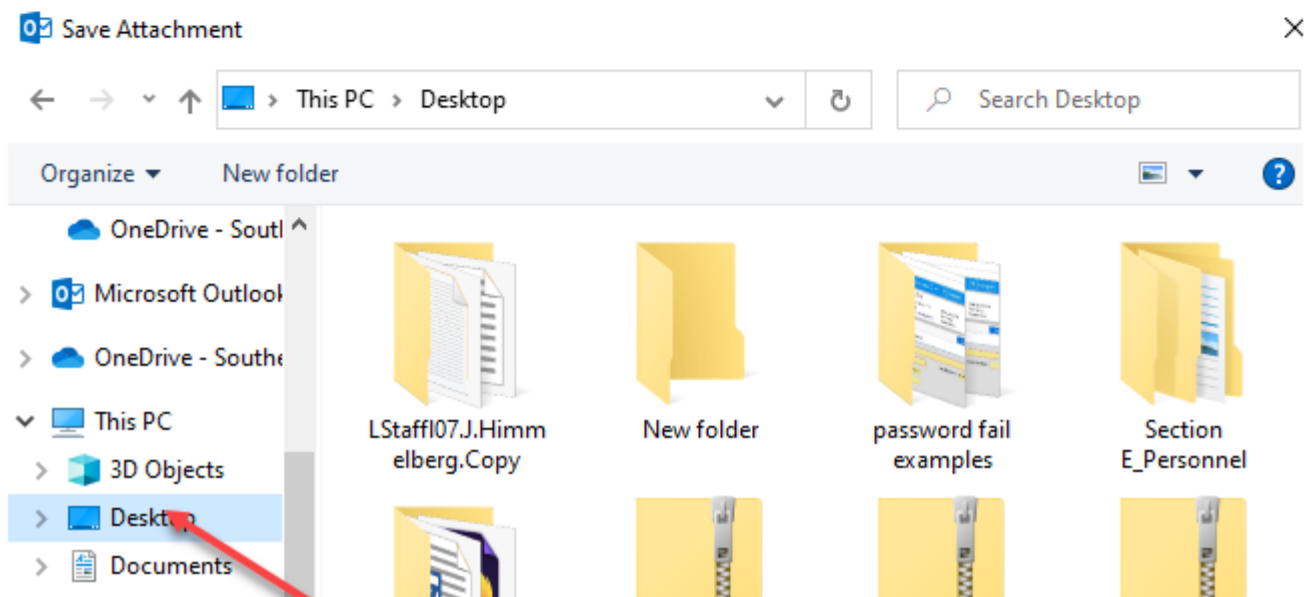 Save Attachment
This PC > Desktop
Search Desktop
Organize
New folder
OneDrive - Soutl
Microsoft Outlook
OneDrive - Southe
This PC
3D Objects
Desktop
Documents
LStaffI07.J.Himm
elberg.Copy
New folder
password fail
examples
Section
E_Personnel